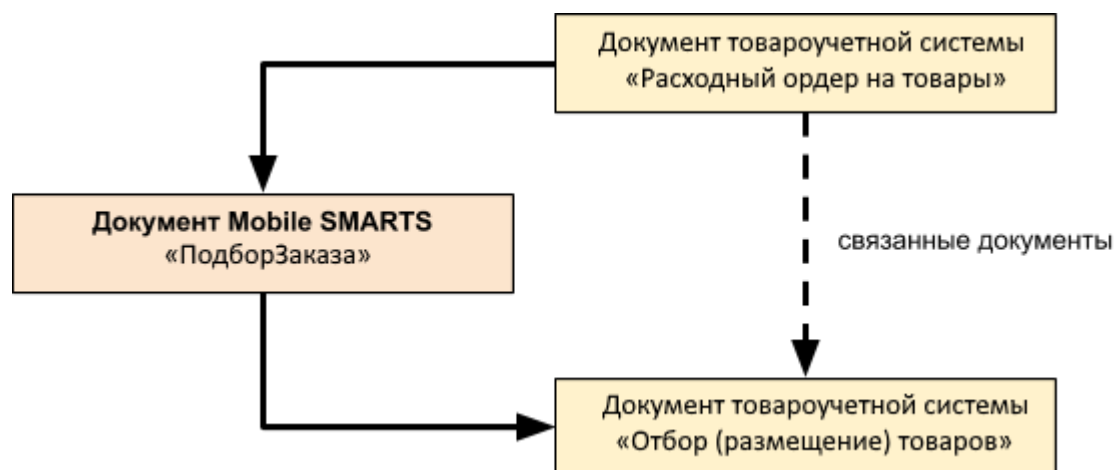 Документ товароучетной системы
«Расходный ордер на товары»
Документ Mobile SMARTS
«ПодборЗаказа»
связанные документы
Документ товароучетной системы
«Отбор (размещение) товаров»